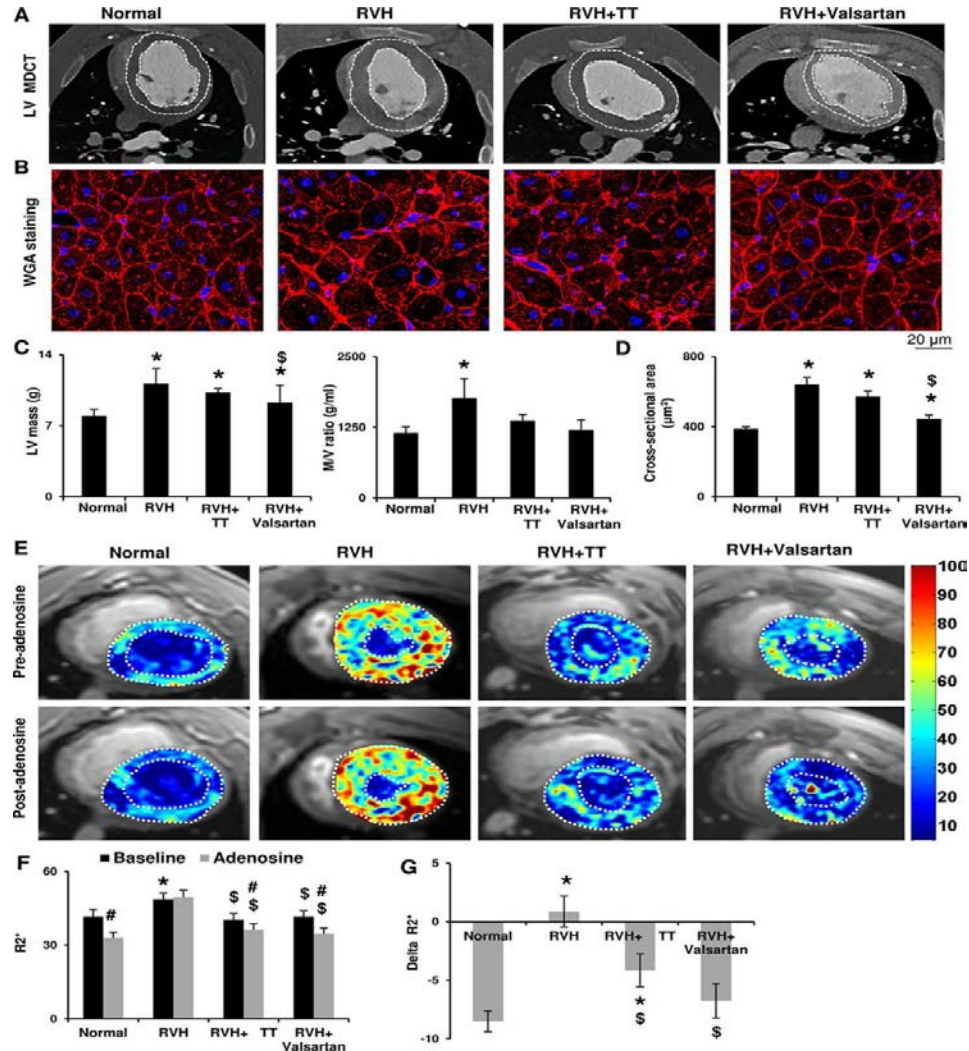 A Normal RVH RVH+TT RVH+Valsartan
LV MDCT
B
WGA staining
20 µm
C
14
7
0
LV mass (g)
* * $ *
Normal RVH RVH+ TT RVH+ Valsartan
2500
1250
0
M/V ratio (g/ml)
*
Normal RVH RVH+ TT RVH+Valsartan
D
800
400
0
Cross-sectional area (µm²)
* * $ *
Normal RVH RVH+ TT RVH+ Valsartan
E Normal RVH RVH+TT RVH+Valsartan
Pre-adenosine
Post-adenosine
100
90
80
70
60
50
40
30
20
10
F
Baseline Adenosine
60
30
0
R2*
# * $ # $ $ # $
Normal RVH RVH+ TT RVH+ Valsartan
G
5
0
-5
-10
Delta R2*
*
Normal RVH RVH+ TT RVH+ Valsartan
* $ $